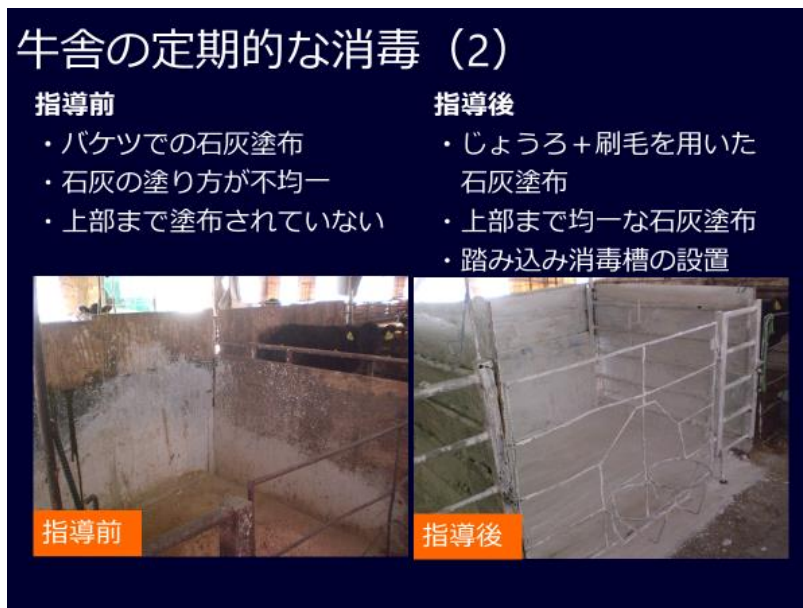 牛舎の定期的な消毒（2）
指導前
・バケツでの石灰塗布
・石灰の塗り方が不均一
・上部まで塗布されていない
指導後
・じょうろ＋刷毛を用いた
石灰塗布
・上部まで均一な石灰塗布
・踏み込み消毒槽の設置
指導前
指導後